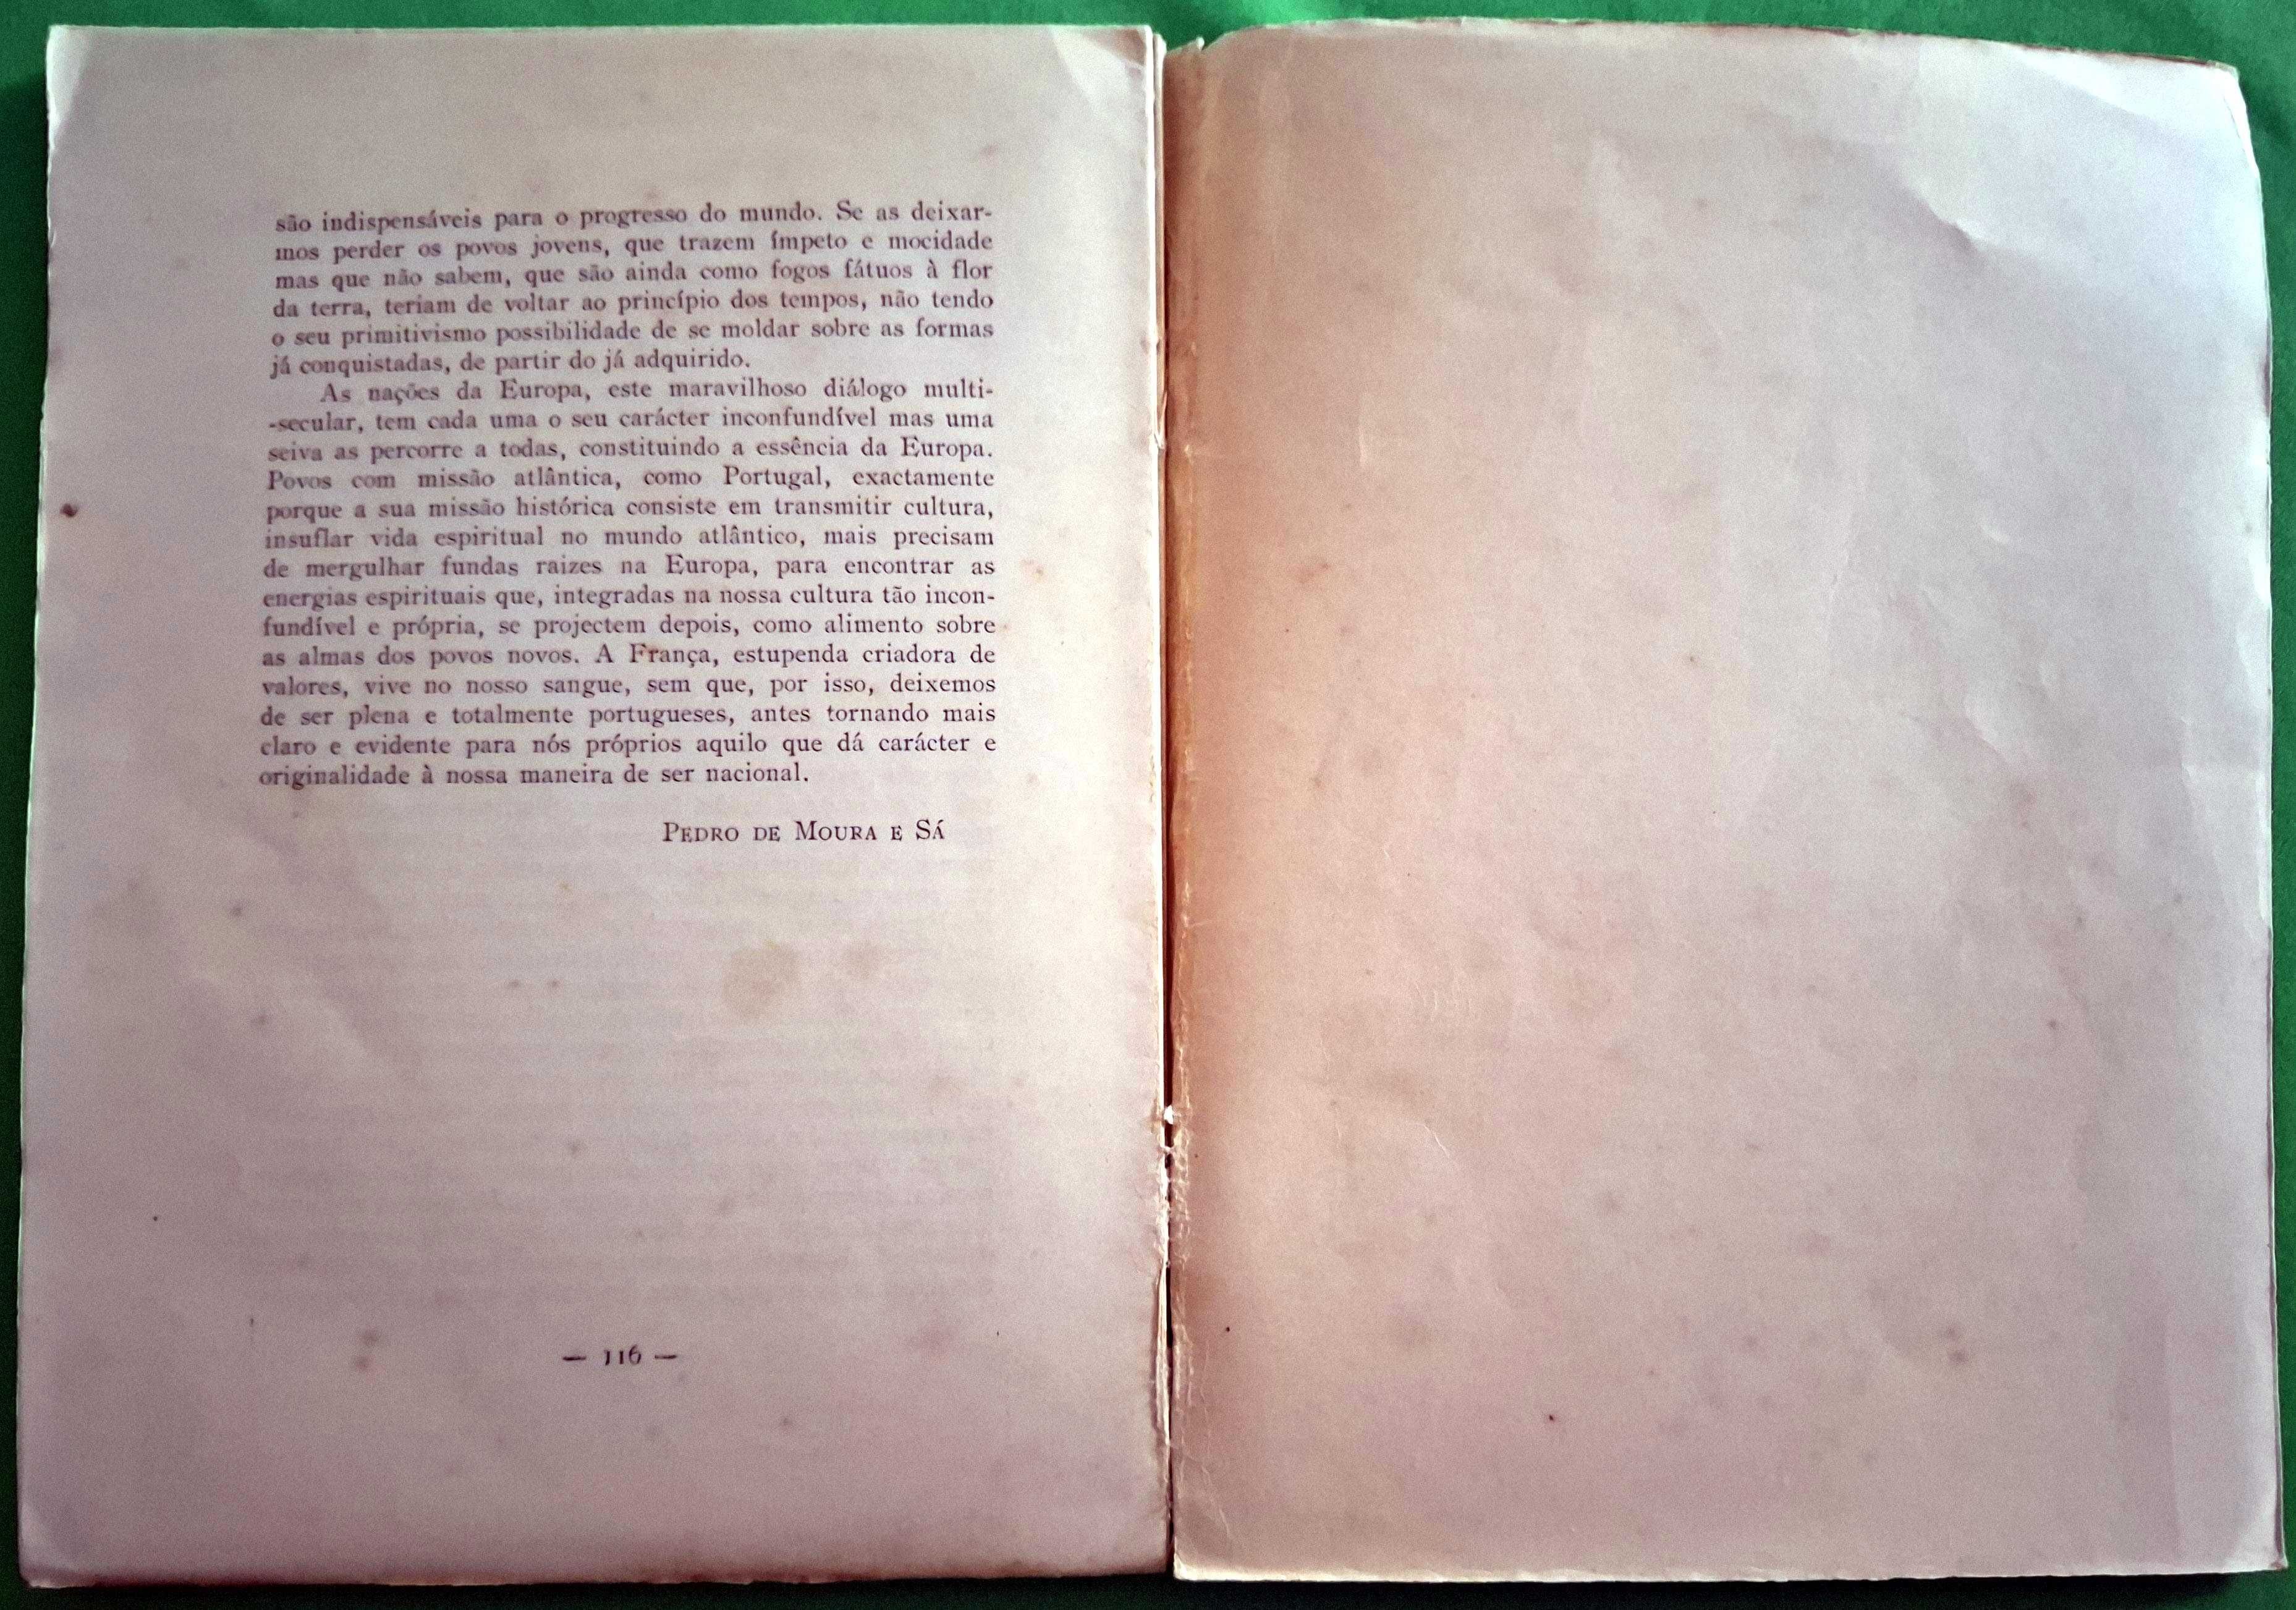 são indispensáveis para o progresso do mundo. Se as deixar-
mos perder os povos jovens, que trazem ímpeto e mocidade
mas que não sabem, que são ainda como fogos fátuos à flor
da terra, teriam de voltar ao princípio dos tempos, não tendo
o seu primitivismo possibilidade de se moldar sobre as formas
já conquistadas, de partir do já adquirido.
As nações da Europa, este maravilhoso diálogo multi-
-secular, tem cada uma o seu carácter inconfundível mas uma
seiva as percorre a todas, constituindo a essência da Europa.
Povos com missão atlântica, como Portugal, exactamente
porque a sua missão histórica consiste em transmitir cultura,
insuflar vida espiritual no mundo atlântico, mais precisam
de mergulhar fundas raizes na Europa, para encontrar as
energias espirituais que, integradas na nossa cultura tão incon-
fundível e própria, se projectem depois, como alimento sobre
as almas dos povos novos. A França, estupenda criadora de
valores, vive no nosso sangue, sem que, por isso, deixemos
de ser plena e totalmente portugueses, antes tornando mais
claro e evidente para nós próprios aquilo que dá carácter e
originalidade à nossa maneira de ser nacional.
PEDRO DE MOURA E SÁ
— 116 —